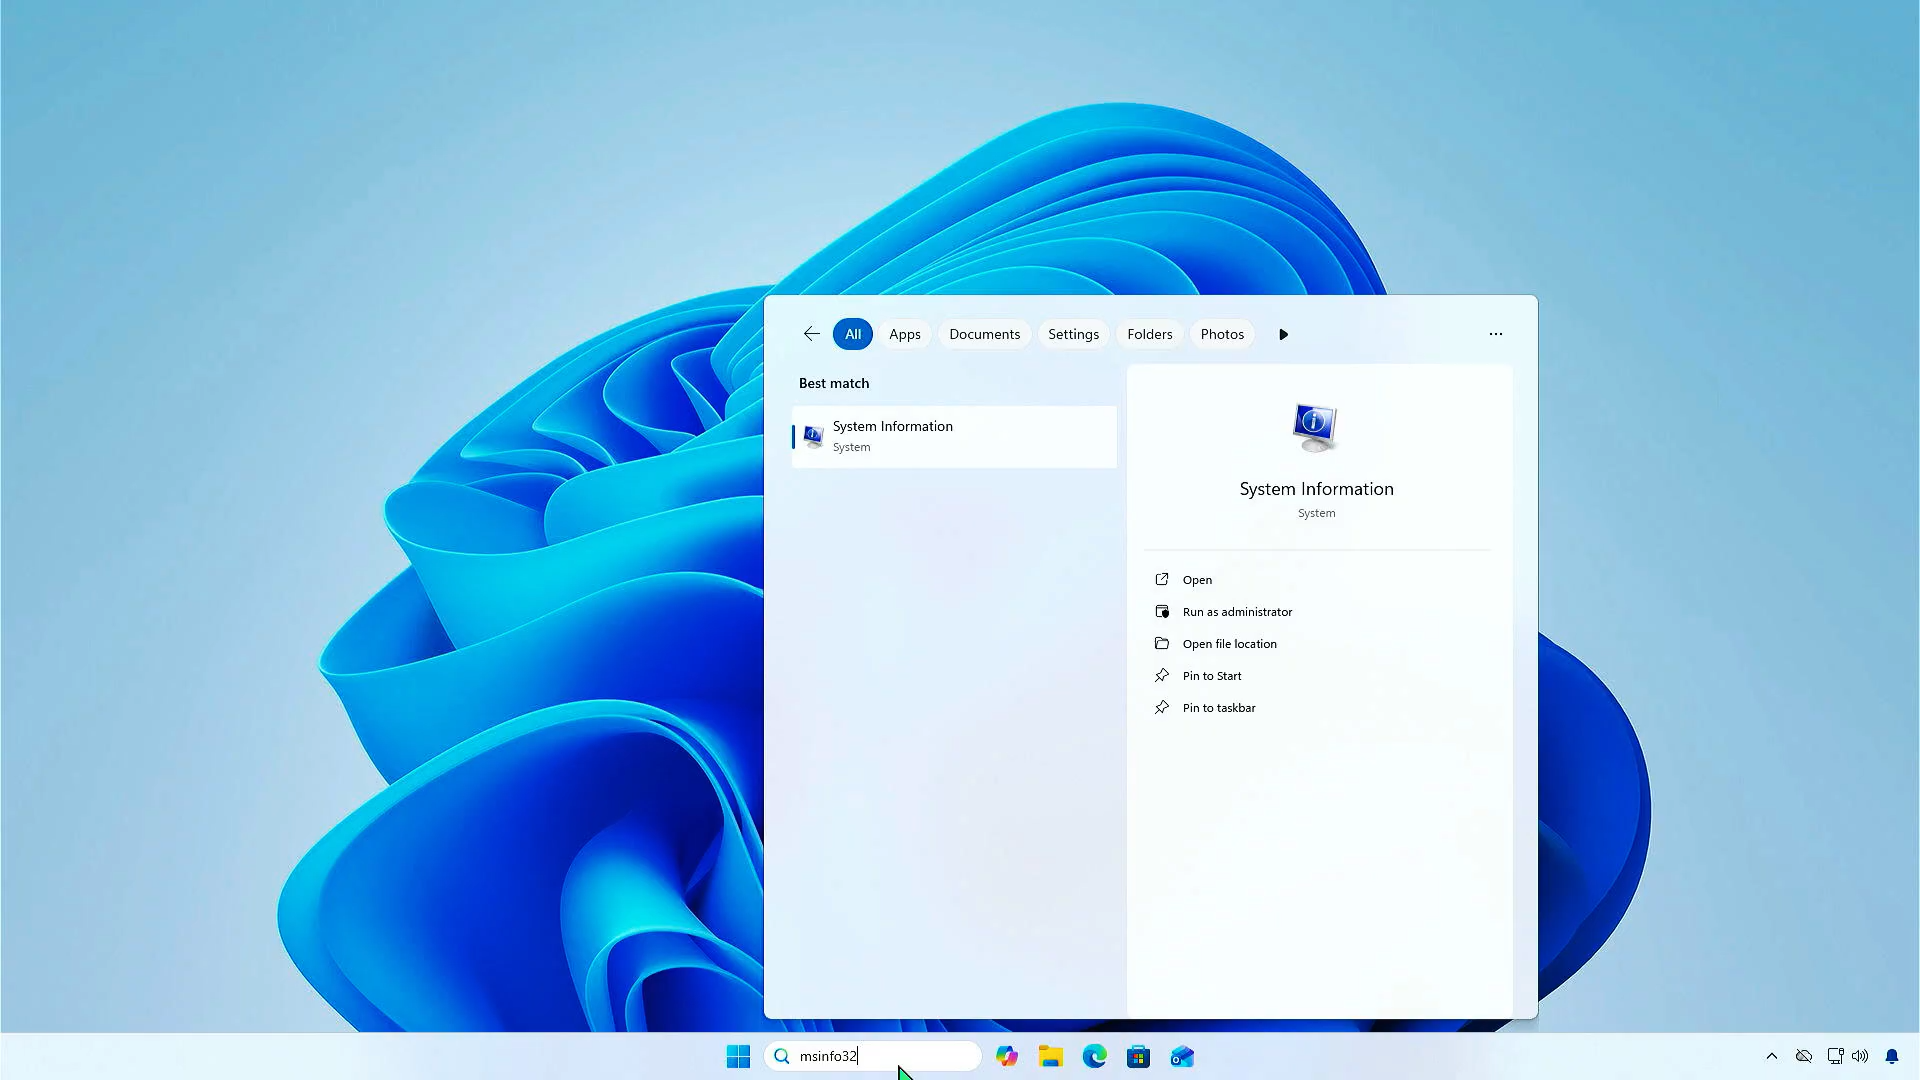 All
Apps
Documents
Settings
Folders
Photos
Best match
System Information
System
System Information
System
Open
Run as administrator
Open file location
Pin to Start
Pin to taskbar
msinfo32